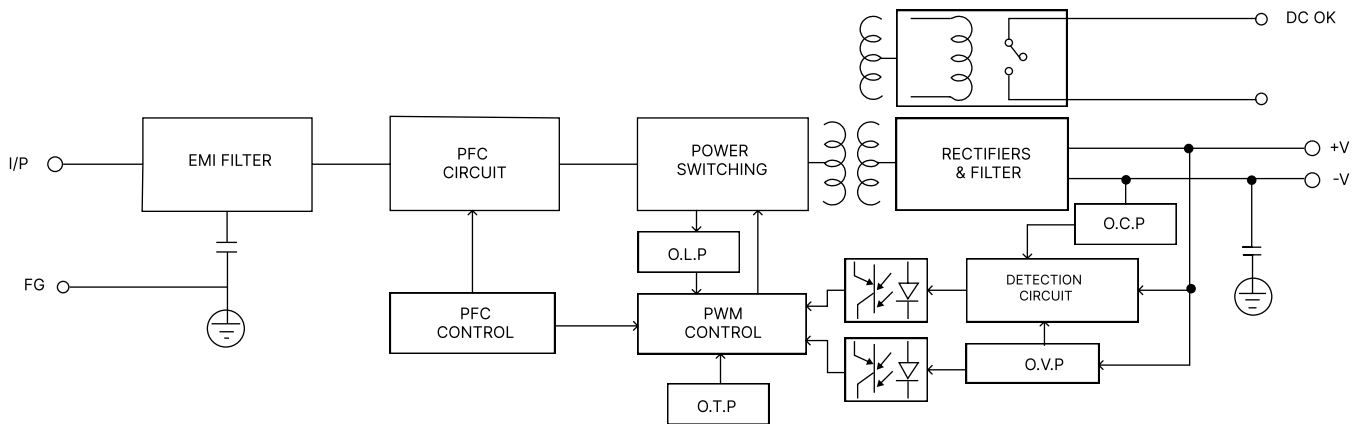 DC OK
I/P
EMI FILTER
PFC
CIRCUIT
POWER
SWITCHING
RECTIFIERS
& FILTER
+V
-V
O.C.P
O.L.P
FG
DETECTION
CIRCUIT
PFC
CONTROL
PWM
CONTROL
O.V.P
O.T.P